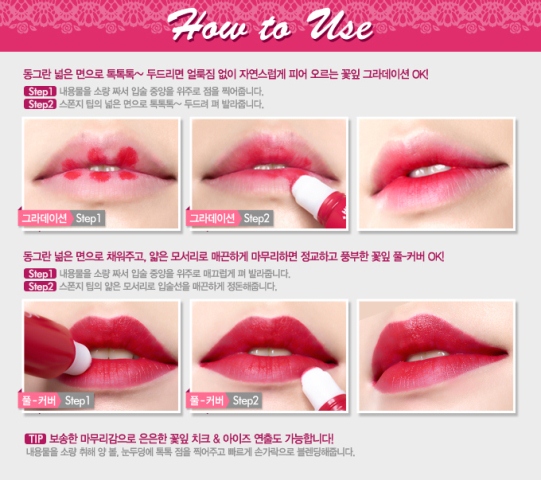 How to Use
동그란 넓은 면으로 톡톡톡~ 두드리면 얼룩짐 없이 자연스럽게 피어 오르는 꽃잎 그라데이션 OK!
Step1 내용물을 소량 짜서 입술 중앙을 위주로 점을 찍어줍니다.
Step2 스폰지 팁의 넓은 면으로 톡톡톡~ 두드려 펴 발라줍니다.
그라데이션 Step1
그라데이션 Step2
동그란 넓은 면으로 채워주고, 얇은 모서리로 매끈하게 마무리하면 정교하고 풍부한 꽃잎 풀-커버 OK!
Step1 내용물을 소량 짜서 입술 중앙을 위주로 매끄럽게 펴 발라줍니다.
Step2 스폰지 팁의 얇은 모서리로 입술선을 매끈하게 정돈해줍니다.
풀-커버 Step1
풀-커버 Step2
TIP 보송한 마무리감으로 은은한 꽃잎 치크 & 아이즈 연출도 가능합니다!
내용물을 소량 취해 양 볼, 눈두덩에 톡톡 점을 찍어주고 빠르게 손가락으로 블렌딩해줍니다.